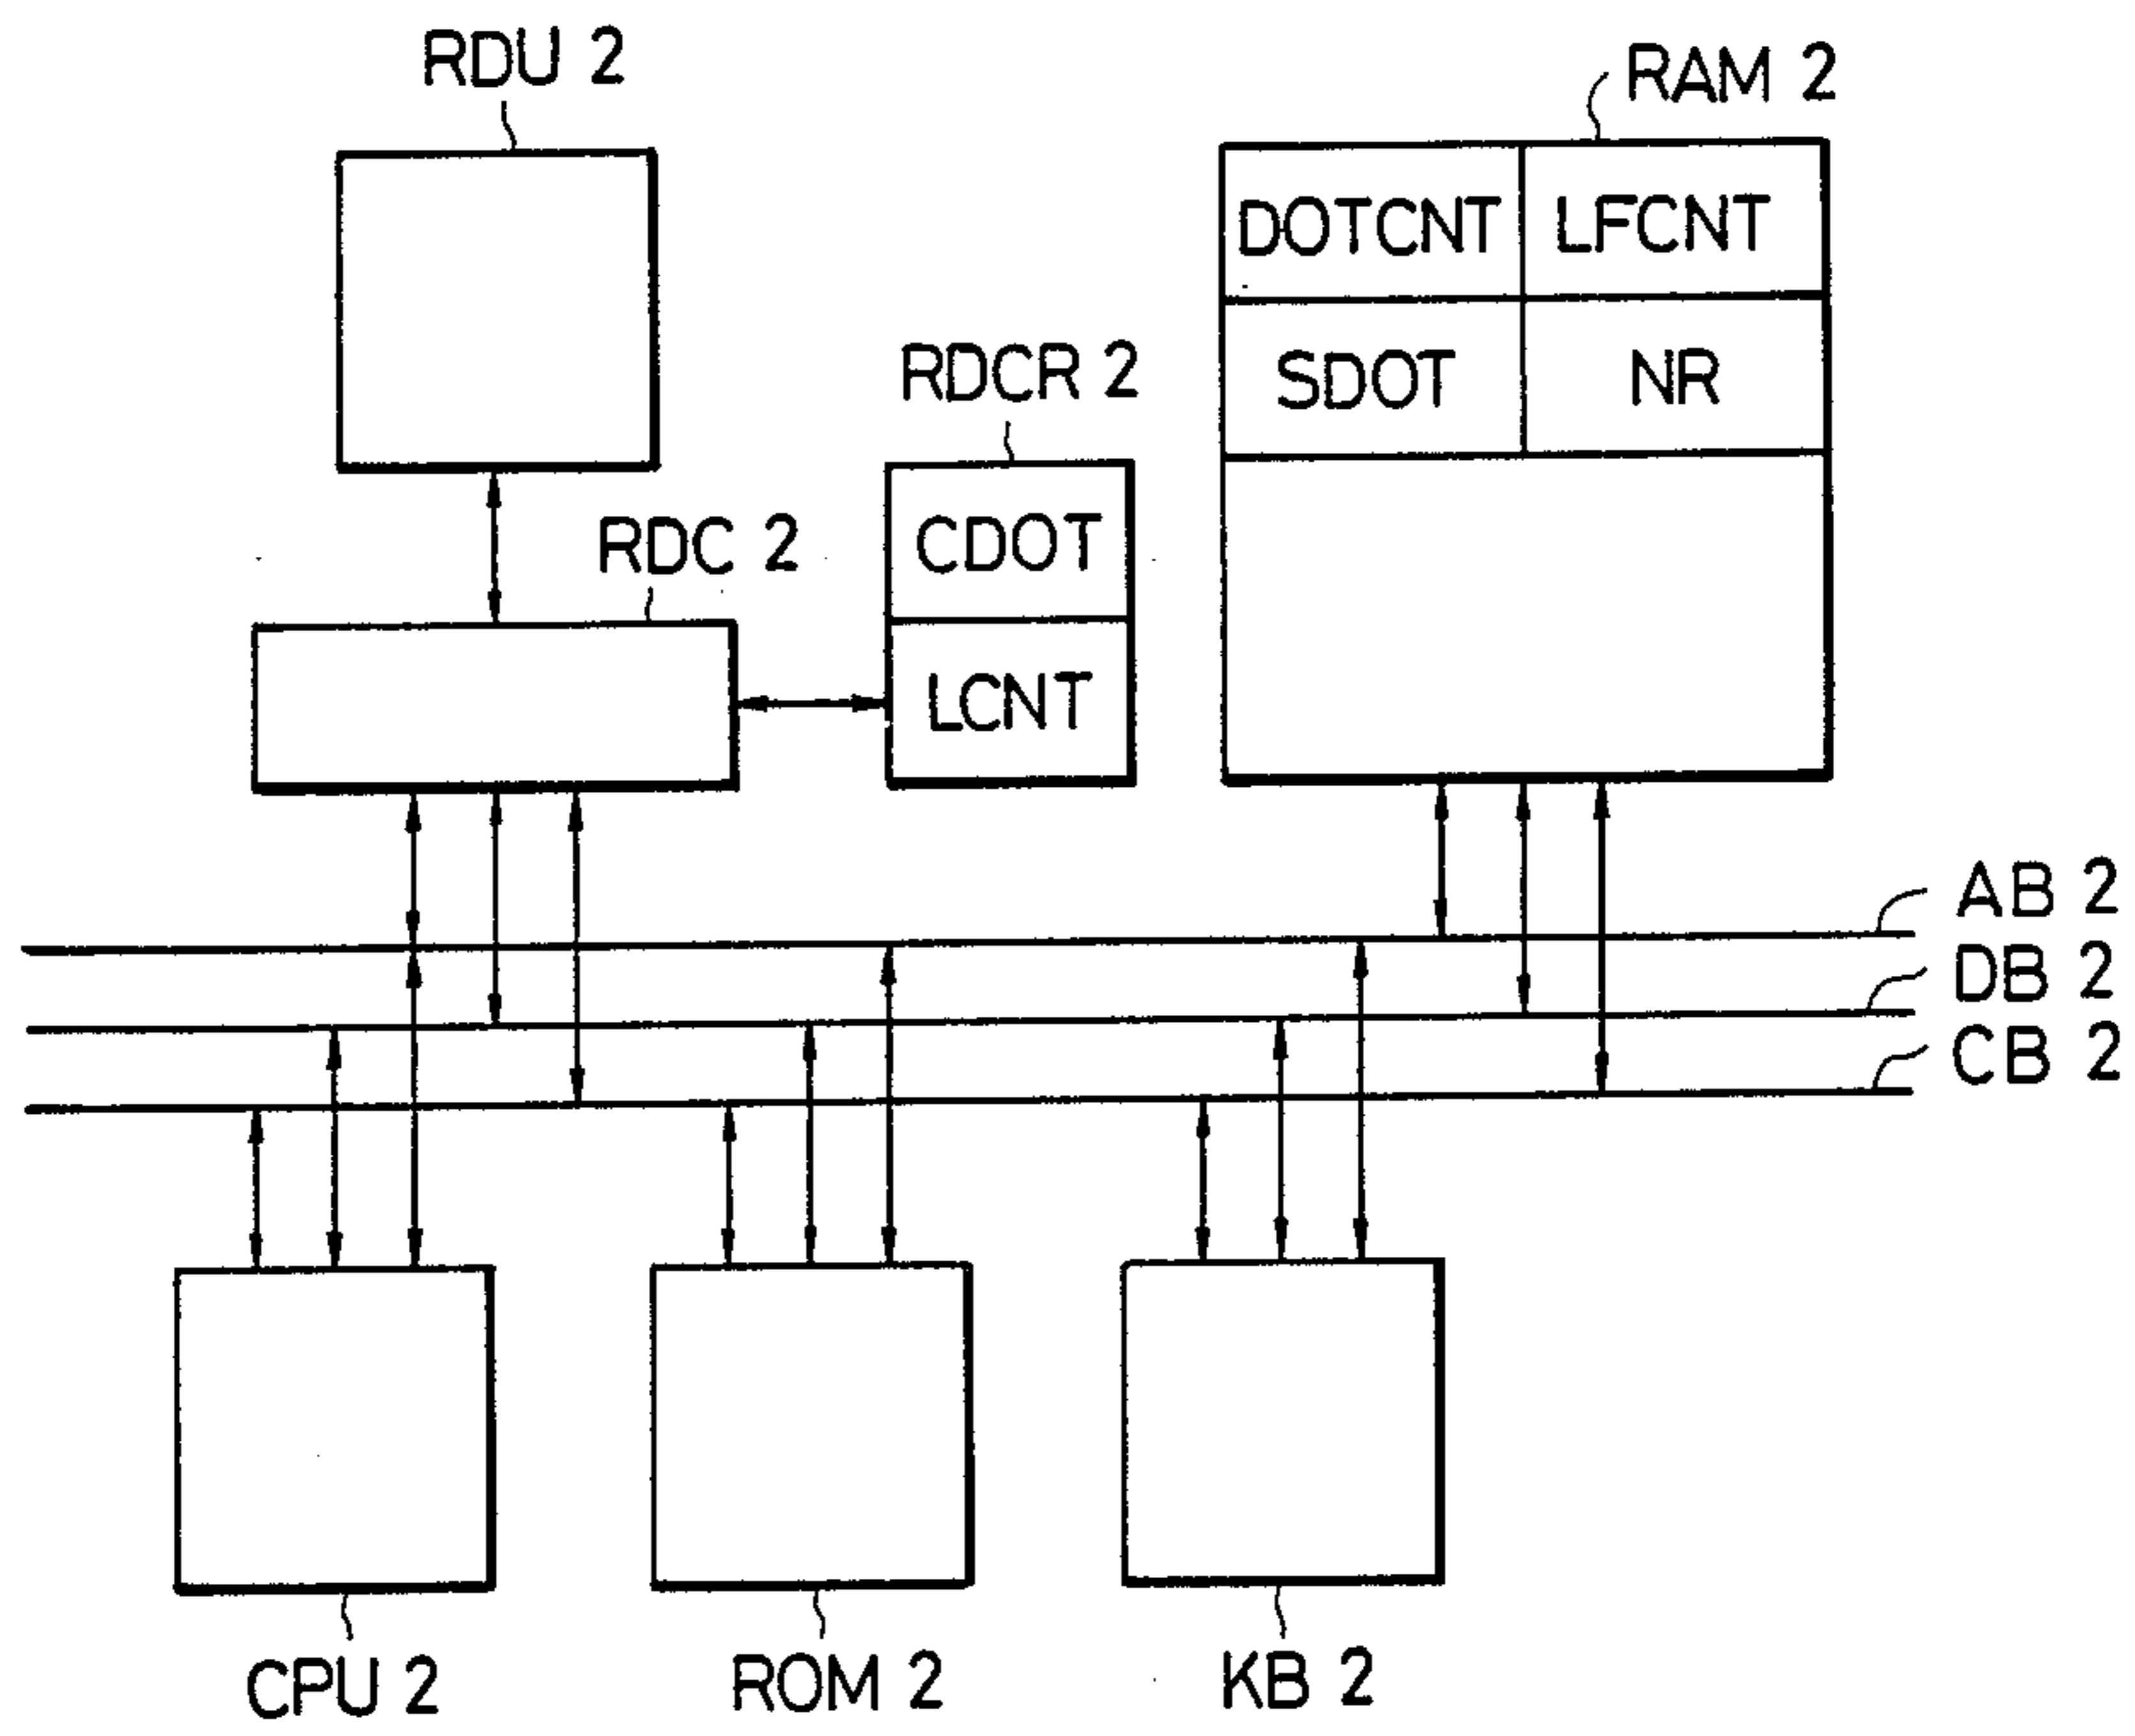 RDU 2
RAM 2
DOTCNT
LFCNT
SDOT
NR
RDCR 2
CDOT
LCNT
RDC 2
AB 2
DB 2
CB 2
CPU 2
ROM 2
KB 2